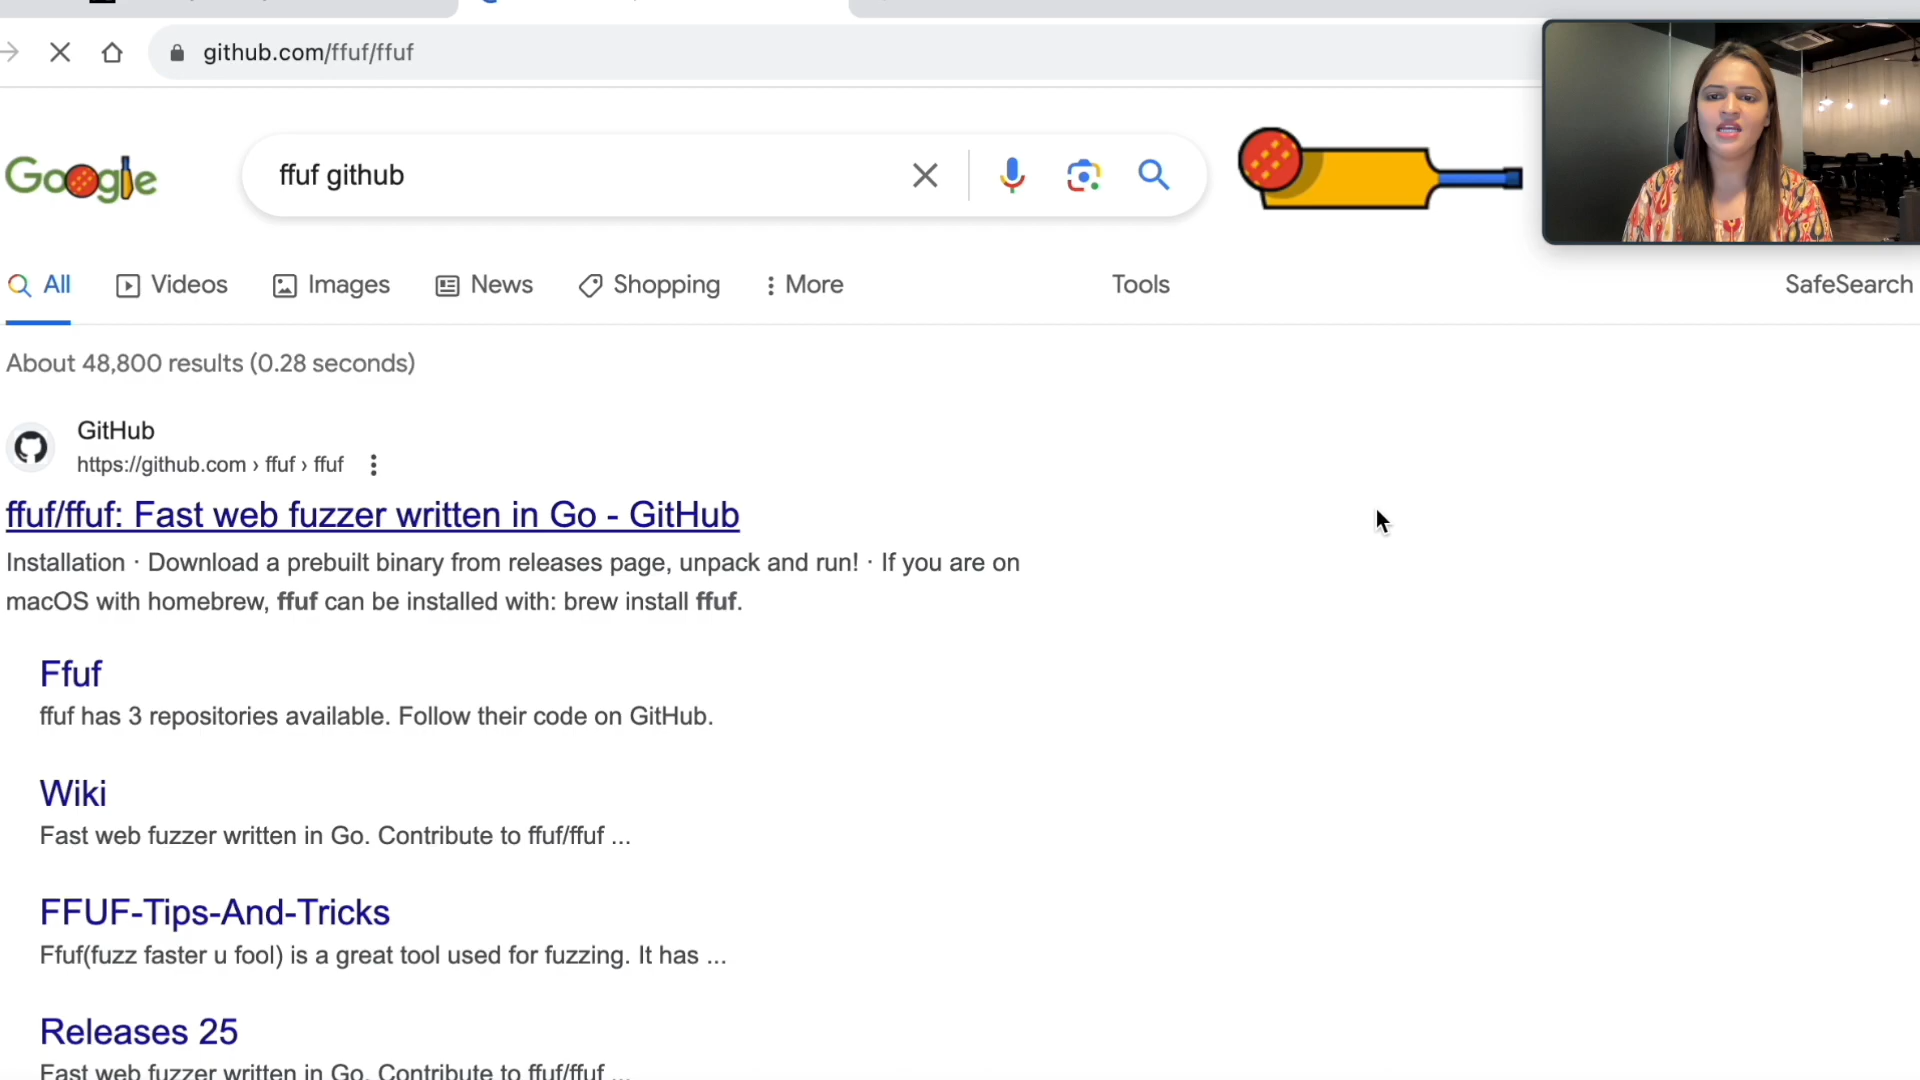 github.com/ffuf/ffuf
Google
ffuf github
All
Videos
Images
News
Shopping
More
Tools
SafeSearch
About 48,800 results (0.28 seconds)
GitHub
https://github.com › ffuf › ffuf
ffuf/ffuf: Fast web fuzzer written in Go - GitHub
Installation · Download a prebuilt binary from releases page, unpack and run! · If you are on
macOS with homebrew, ffuf can be installed with: brew install ffuf.
Ffuf
ffuf has 3 repositories available. Follow their code on GitHub.
Wiki
Fast web fuzzer written in Go. Contribute to ffuf/ffuf ...
FFUF-Tips-And-Tricks
Ffuf(fuzz faster u fool) is a great tool used for fuzzing. It has ...
Releases 25
Fast web fuzzer written in Go. Contribute to ffuf/ffuf ...